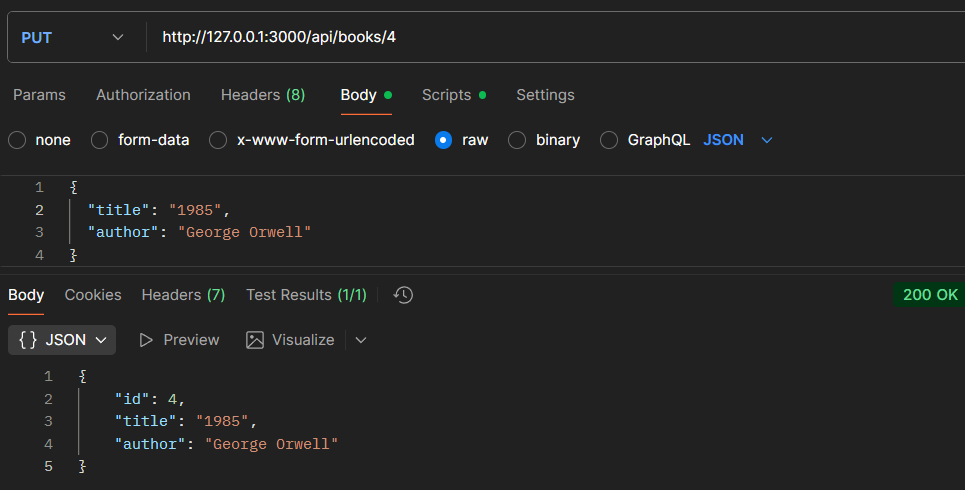 PUT http://127.0.0.1:3000/api/books/4
Params Authorization Headers (8) Body Scripts Settings
none form-data x-www-form-urlencoded raw binary GraphQL JSON
1 {
2 "title": "1985",
3 "author": "George Orwell"
4 }
Body Cookies Headers (7) Test Results (1/1) 200 OK
{} JSON Preview Visualize
1 {
2 "id": 4,
3 "title": "1985",
4 "author": "George Orwell"
5 }